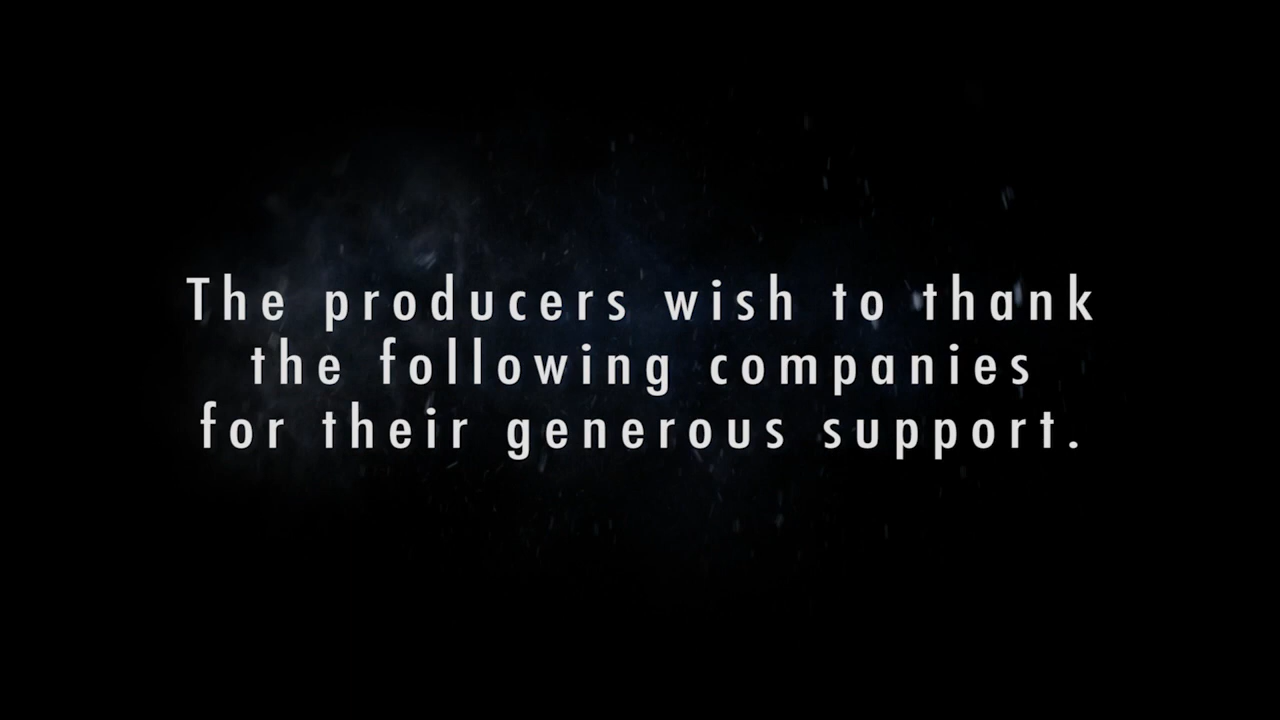 The producers wish to thank
the following companies
for their generous support.